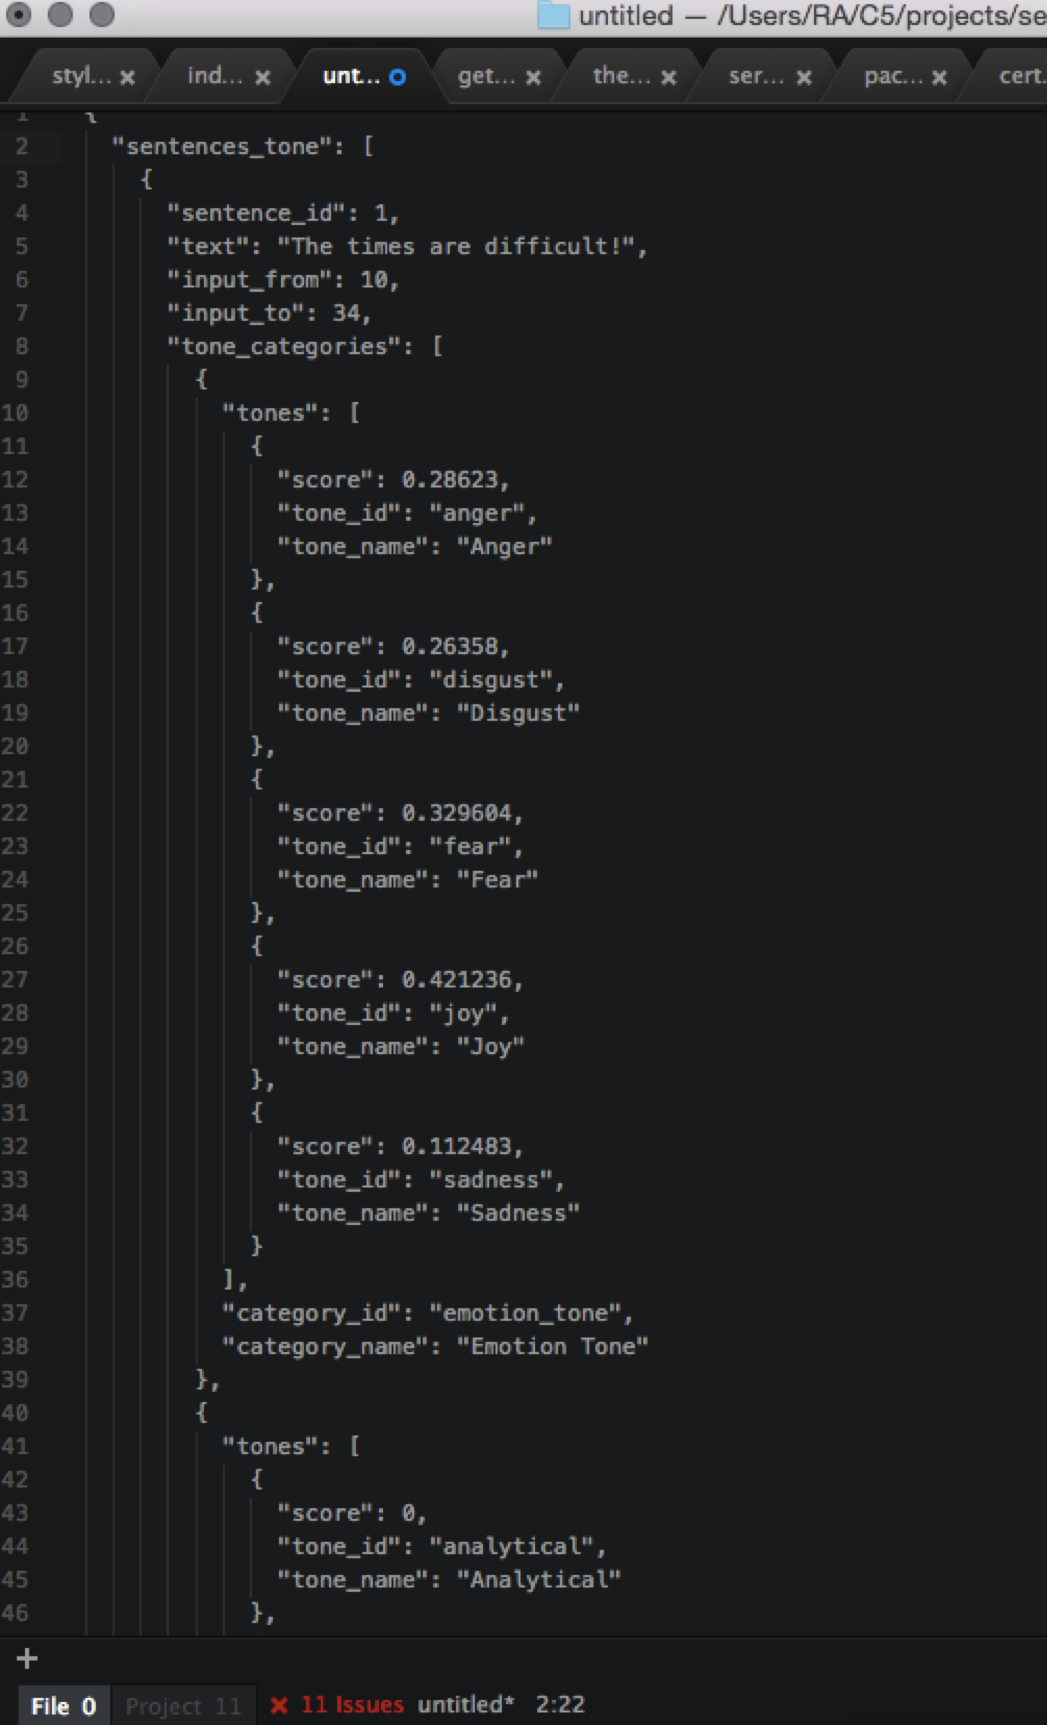 untitled — /Users/RA/C5/projects/se
styl... × ind... × unt... get... × the... × ser... × pac... × cert.
1 {
2 "sentences_tone": [
3 {
4 "sentence_id": 1,
5 "text": "The times are difficult!",
6 "input_from": 10,
7 "input_to": 34,
8 "tone_categories": [
9 {
10 "tones": [
11 {
12 "score": 0.28623,
13 "tone_id": "anger",
14 "tone_name": "Anger"
15 },
16 {
17 "score": 0.26358,
18 "tone_id": "disgust",
19 "tone_name": "Disgust"
20 },
21 {
22 "score": 0.329604,
23 "tone_id": "fear",
24 "tone_name": "Fear"
25 },
26 {
27 "score": 0.421236,
28 "tone_id": "joy",
29 "tone_name": "Joy"
30 },
31 {
32 "score": 0.112483,
33 "tone_id": "sadness",
34 "tone_name": "Sadness"
35 }
36 ],
37 "category_id": "emotion_tone",
38 "category_name": "Emotion Tone"
39 },
40 {
41 "tones": [
42 {
43 "score": 0,
44 "tone_id": "analytical",
45 "tone_name": "Analytical"
46 },
+
File 0 Project 11 × 11 Issues untitled* 2:22